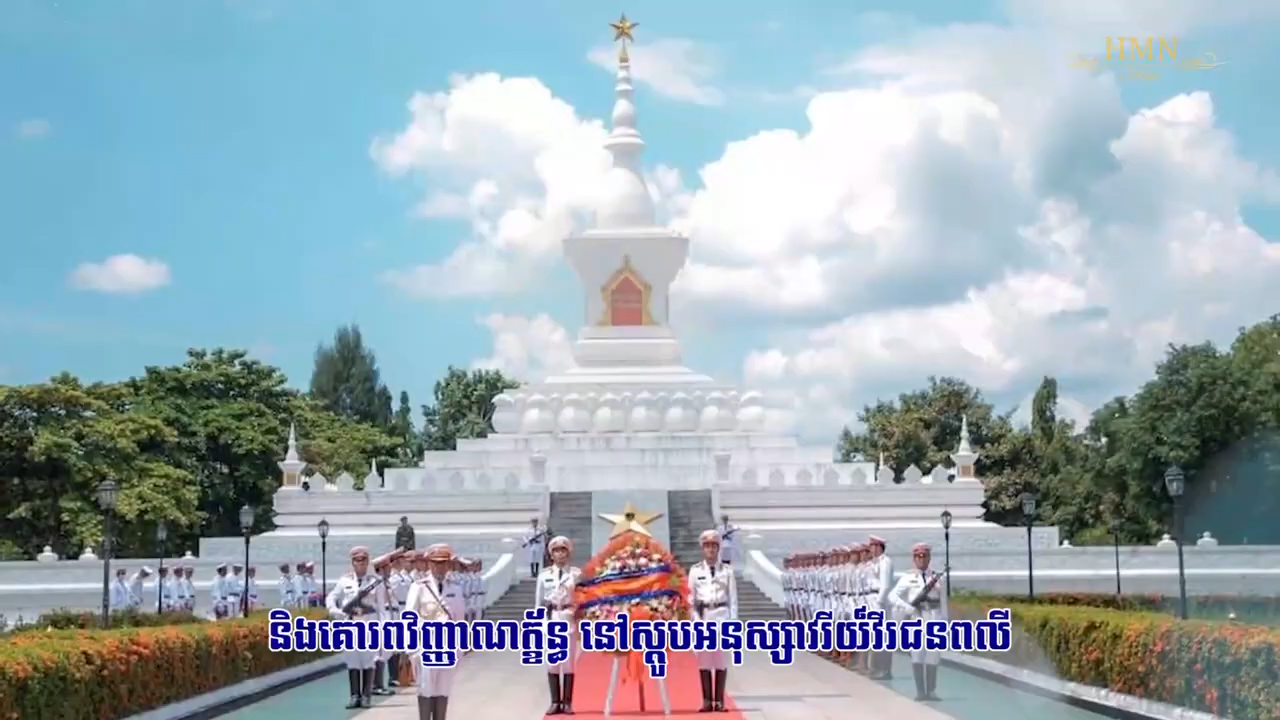 HMN
និងគោរពវិញ្ញាណក្ខ័ន្ធ នៅស្តូបអនុស្សាវរីយ៍វីរជនពលី